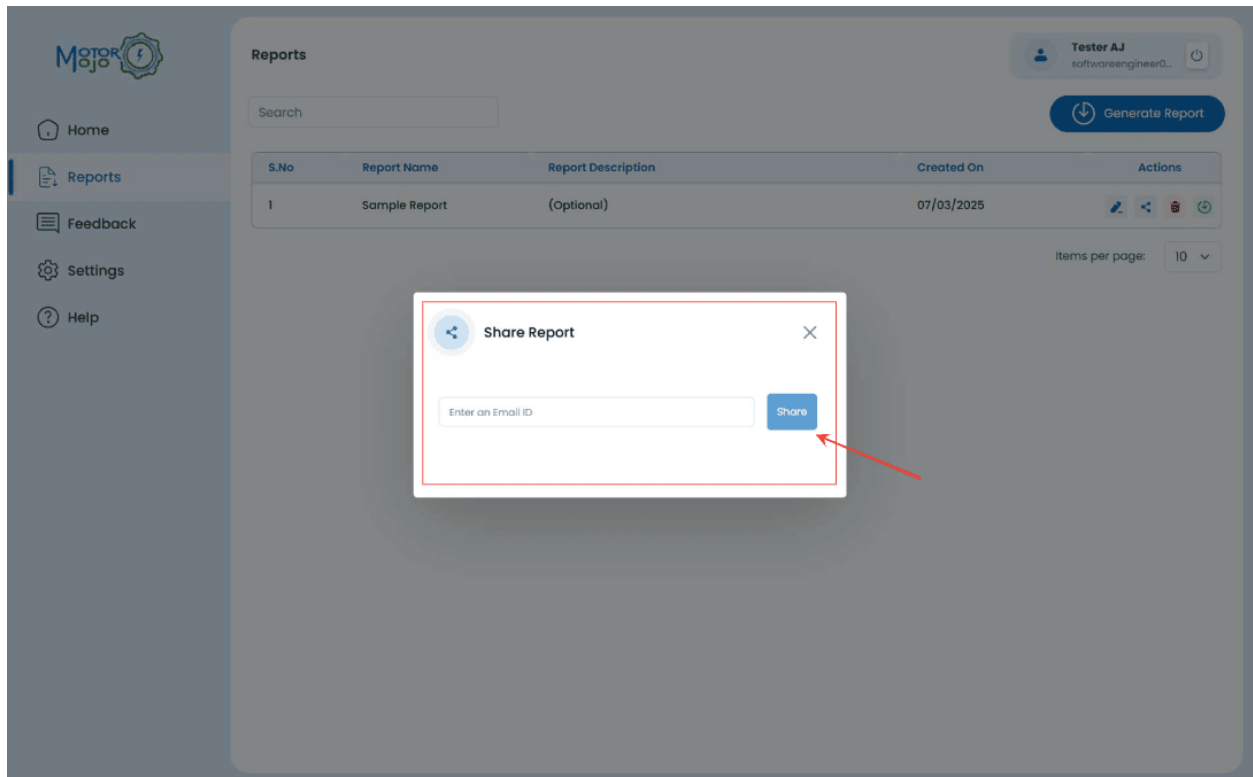 MOTOR
MOJO
Home
Reports
Feedback
Settings
Help
Reports
Tester AJ
softwareengineer0...
Search
Generate Report
S.No Report Name Report Description Created On Actions
1 Sample Report (Optional) 07/03/2025
Items per page: 10
Share Report
Enter an Email ID
Share